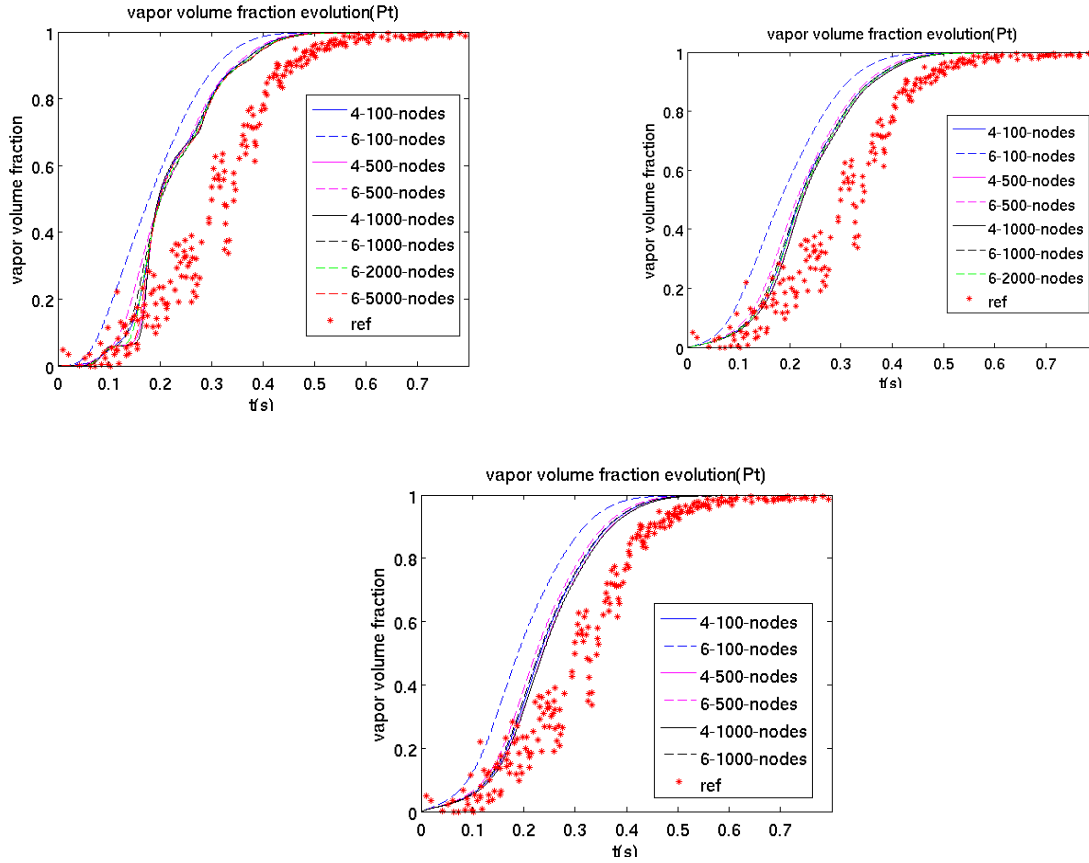 vapor volume fraction evolution(Pt)
1
0.8
0.6
0.4
0.2
0
vapor volume fraction
4-100-nodes
6-100-nodes
4-500-nodes
6-500-nodes
4-1000-nodes
6-1000-nodes
6-2000-nodes
6-5000-nodes
ref
0 0.1 0.2 0.3 0.4 0.5 0.6 0.7
t(s)
vapor volume fraction evolution(Pt)
1
0.8
0.6
0.4
0.2
0
vapor volume fraction
4-100-nodes
6-100-nodes
4-500-nodes
6-500-nodes
4-1000-nodes
6-1000-nodes
6-2000-nodes
ref
0 0.1 0.2 0.3 0.4 0.5 0.6 0.7
t(s)
vapor volume fraction evolution(Pt)
1
0.8
0.6
0.4
0.2
0
vapor volume fraction
4-100-nodes
6-100-nodes
4-500-nodes
6-500-nodes
4-1000-nodes
6-1000-nodes
ref
0 0.1 0.2 0.3 0.4 0.5 0.6 0.7
t(s)